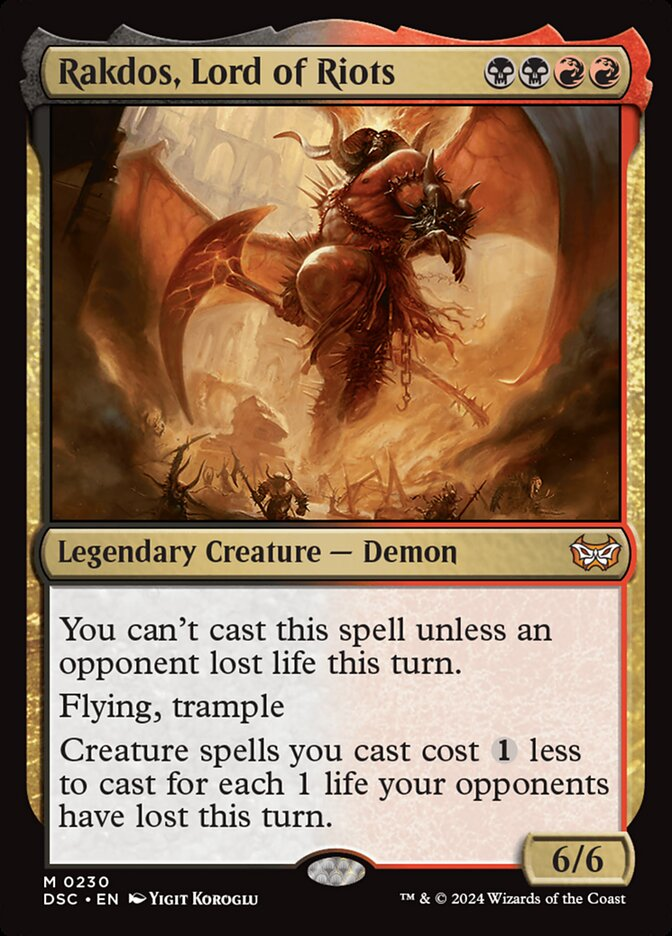 Rakdos, Lord of Riots
Legendary Creature — Demon
You can't cast this spell unless an
opponent lost life this turn.
Flying, trample
Creature spells you cast cost 1 less
to cast for each 1 life your opponents
have lost this turn.
6/6
M 0230
DSC • EN Yigit Koroglu
™ & © 2024 Wizards of the Coast